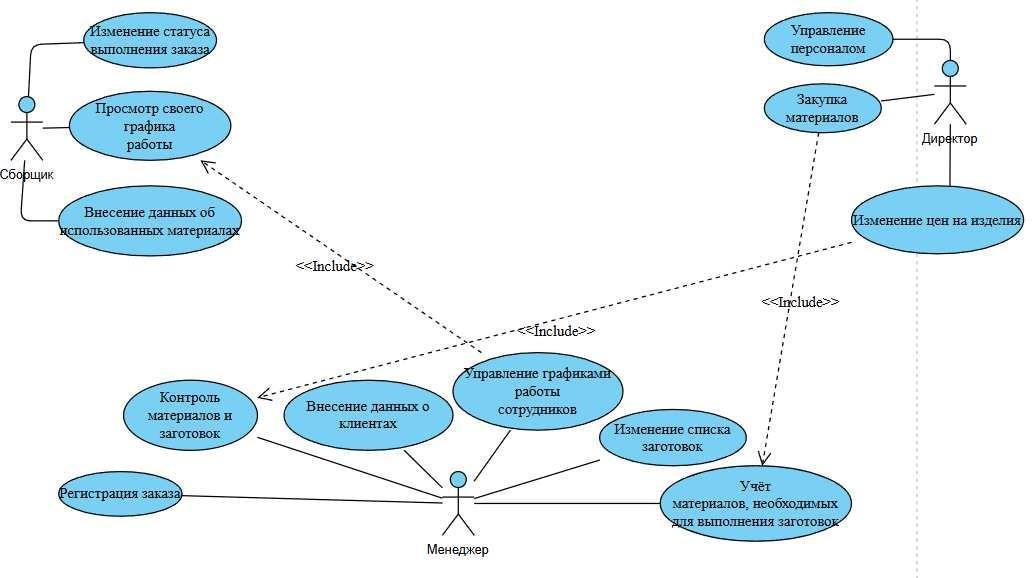 Изменение статуса
выполнения заказа
Управление
персоналом
Просмотр своего
графика
работы
Закупка
материалов
Директор
Сборщик
Внесение данных об
использованных материалах
Изменение цен на изделия
<<Include>>
<<Include>>
<<Include>>
Управление графиками
работы
сотрудников
Контроль
материалов и
заготовок
Внесение данных о
клиентах
Изменение списка
заготовок
Регистрация заказа
Учёт
материалов, необходимых
для выполнения заготовок
Менеджер